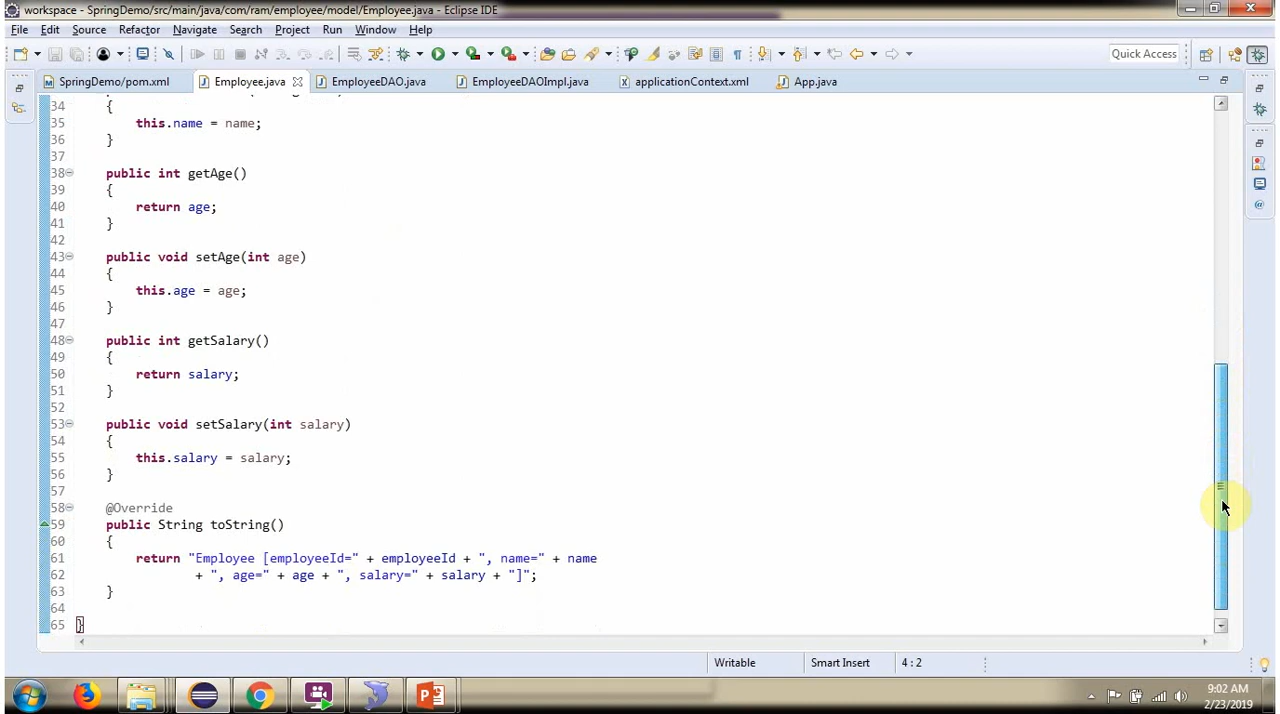 workspace - SpringDemo/src/main/java/com/ram/employee/model/Employee.java - Eclipse IDE
File Edit Source Refactor Navigate Search Project Run Window Help
Quick Access
SpringDemo/pom.xml Employee.java EmployeeDAO.java EmployeeDAOImpl.java applicationContext.xml App.java
34 {
35 this.name = name;
36 }
37
38 public int getAge()
39 {
40 return age;
41 }
42
43 public void setAge(int age)
44 {
45 this.age = age;
46 }
47
48 public int getSalary()
49 {
50 return salary;
51 }
52
53 public void setSalary(int salary)
54 {
55 this.salary = salary;
56 }
57
58 @Override
59 public String toString()
60 {
61 return "Employee [employeeId=" + employeeId + ", name=" + name
62 + ", age=" + age + ", salary=" + salary + "]";
63 }
64
65 }
Writable Smart Insert 4 : 2
9:02 AM
2/23/2019